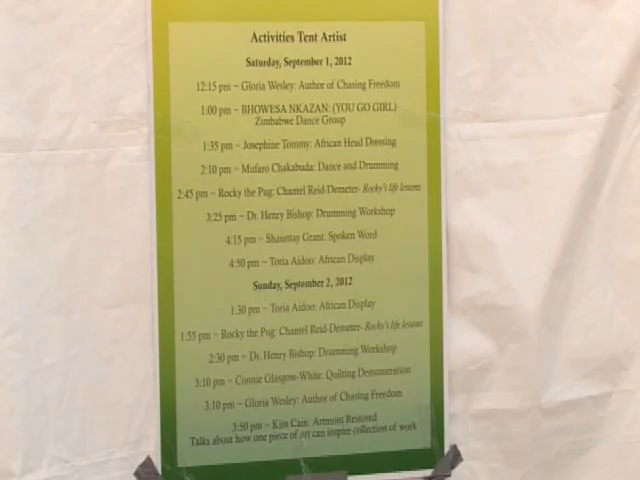 Activities Tent Artist
Saturday, September 1, 2012
12:15 pm ~ Gloria Wesley: Author of Chasing Freedom
1:00 pm ~ BHOWESA NKAZAN: (YOU GO GIRL)
Zimbabwe Dance Group
1:35 pm ~ Josephine Tommy: African Head Dressing
2:10 pm ~ Mufaro Chakabuda: Dance and Drumming
2:45 pm ~ Rocky the Pug: Chantel Reid-Demeter- Rocky's life lessons
3:25 pm ~ Dr. Henry Bishop: Drumming Workshop
4:15 pm ~ Shauntay Grant: Spoken Word
4:50 pm ~ Toria Aidoo: African Display
Sunday, September 2, 2012
1:30 pm ~ Toria Aidoo: African Display
1:55 pm ~ Rocky the Pug: Chantel Reid-Demeter- Rocky's life lessons
2:30 pm ~ Dr. Henry Bishop: Drumming Workshop
3:10 pm ~ Connie Glasgow-White: Quilting Demonstration
3:10 pm ~ Gloria Wesley: Author of Chasing Freedom
3:50 pm ~ Kim Cain: Artmom Restored
Talks about how one piece of art can inspire collection of work